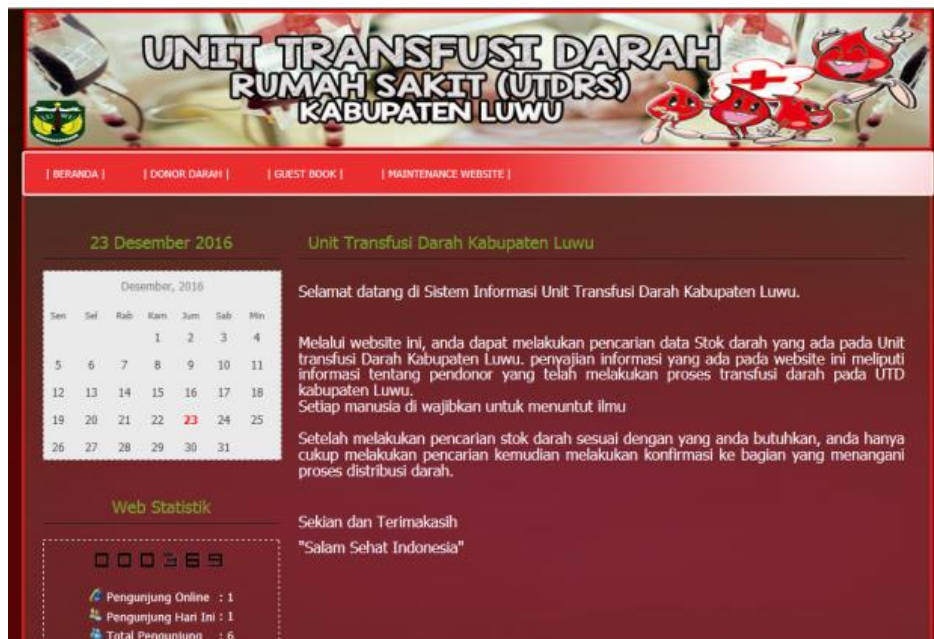 UNIT TRANSFUSI DARAH
RUMAH SAKIT (UTDRS)
KABUPATEN LUWU
| BERANDA |
| DONOR DARAH |
| GUEST BOOK |
| MAINTENANCE WEBSITE |
23 Desember 2016
Desember, 2016
Sen Sel Rab Kam Jum Sab Min
1 2 3 4
5 6 7 8 9 10 11
12 13 14 15 16 17 18
19 20 21 22 23 24 25
26 27 28 29 30 31
Web Statistik
000369
Pengunjung Online : 1
Pengunjung Hari Ini : 1
Total Pengunjung : 6
Unit Transfusi Darah Kabupaten Luwu
Selamat datang di Sistem Informasi Unit Transfusi Darah Kabupaten Luwu.
Melalui website ini, anda dapat melakukan pencarian data Stok darah yang ada pada Unit
transfusi Darah Kabupaten Luwu. penyajian informasi yang ada pada website ini meliputi
informasi tentang pendonor yang telah melakukan proses transfusi darah pada UTD
kabupaten Luwu.
Setiap manusia di wajibkan untuk menuntut ilmu
Setelah melakukan pencarian stok darah sesuai dengan yang anda butuhkan, anda hanya
cukup melakukan pencarian kemudian melakukan konfirmasi ke bagian yang menangani
proses distribusi darah.
Sekian dan Terimakasih
"Salam Sehat Indonesia"